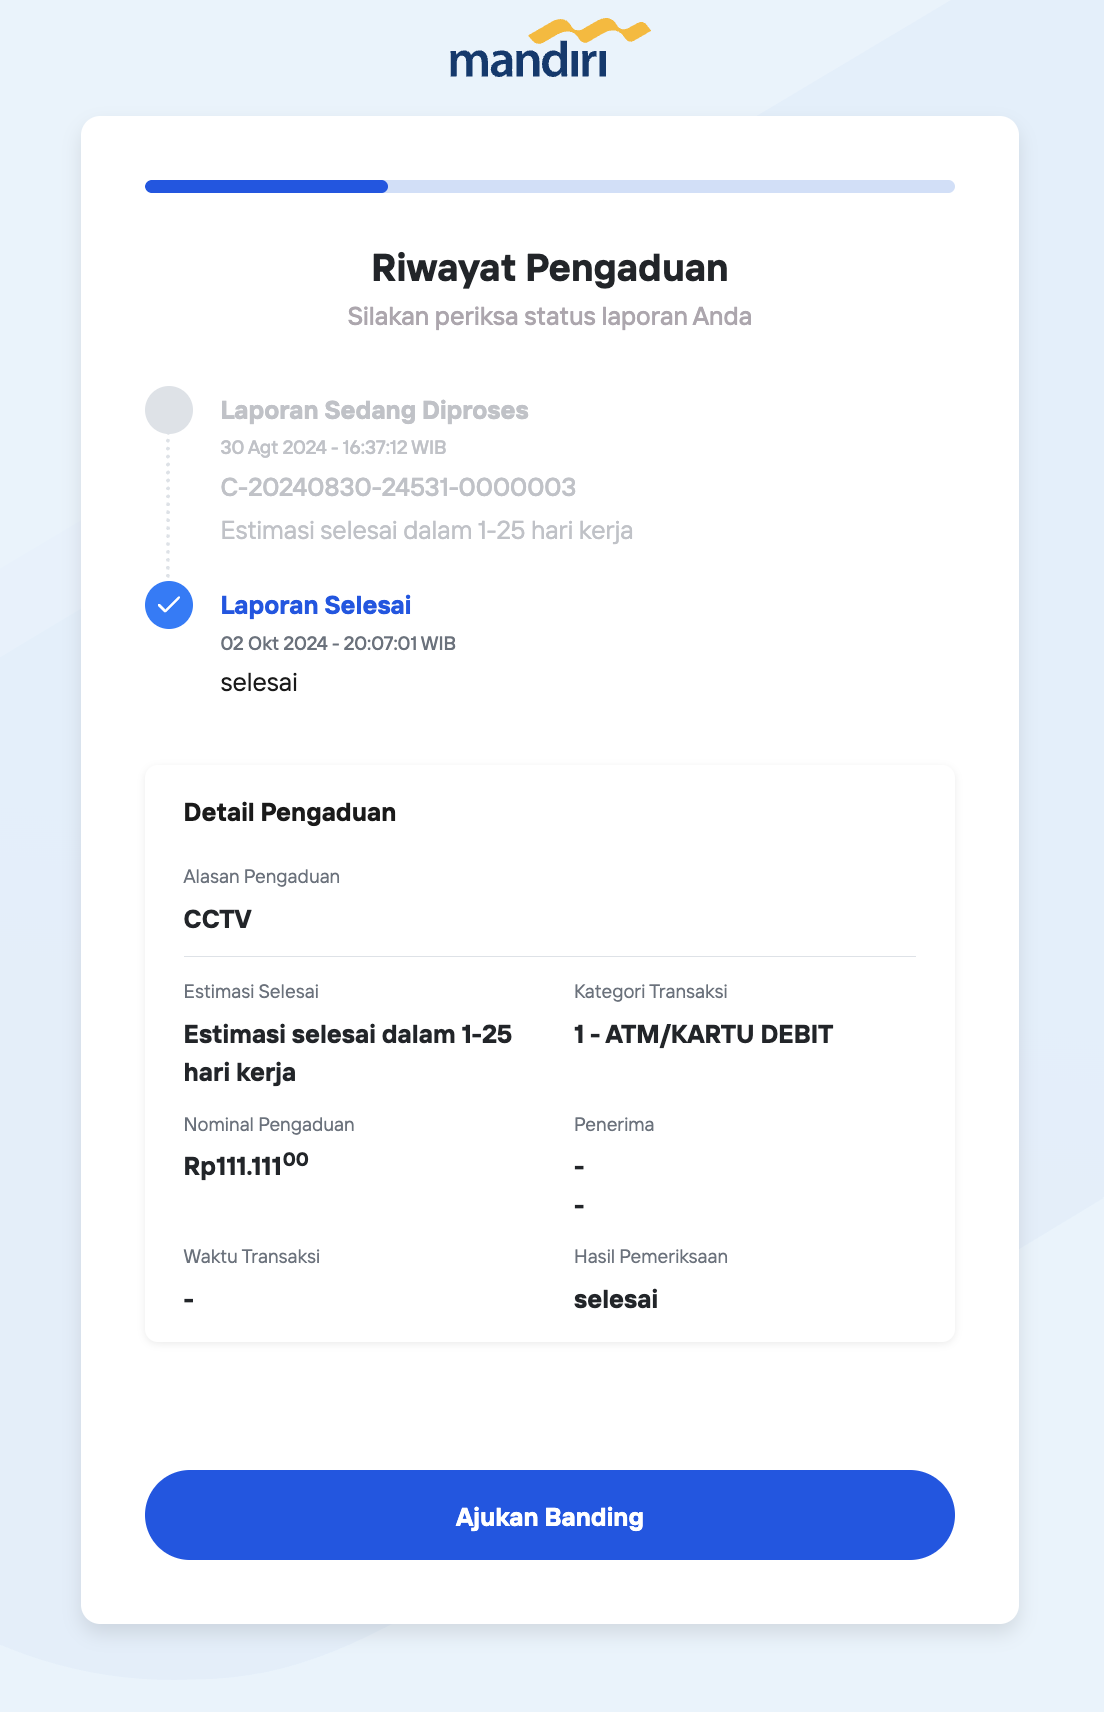 mandırı
Riwayat Pengaduan
Silakan periksa status laporan Anda
Laporan Sedang Diproses
30 Agt 2024 - 16:37:12 WIB
C-20240830-24531-0000003
Estimasi selesai dalam 1-25 hari kerja
Laporan Selesai
02 Okt 2024 - 20:07:01 WIB
selesai
Detail Pengaduan
Alasan Pengaduan
CCTV
Estimasi Selesai
Estimasi selesai dalam 1-25
hari kerja
Kategori Transaksi
1 - ATM/KARTU DEBIT
Nominal Pengaduan
Rp111.111⁰⁰
Penerima
-
-
Waktu Transaksi
-
Hasil Pemeriksaan
selesai
Ajukan Banding